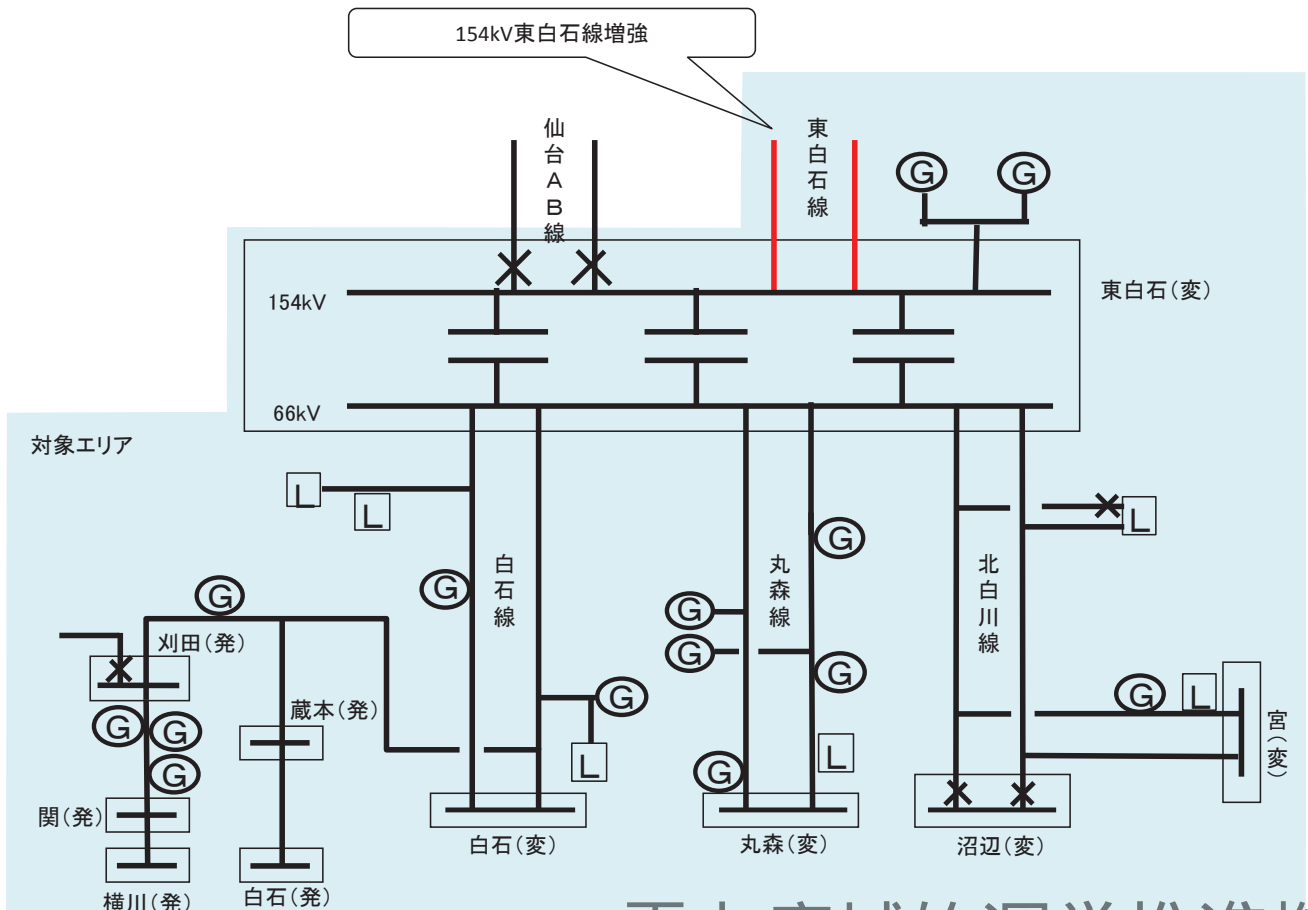 154kV東白石線増強
仙台AB線
東白石線
G
G
154kV
東白石(変)
66kV
対象エリア
L
L
L
白石線
G
丸森線
G
北白川線
G
刈田(発)
G
G
G
G
G
G
蔵本(発)
G
L
G
L
宮(変)
G
G
L
関(発)
白石(変)
丸森(変)
沼辺(変)
横川(発)
白石(発)